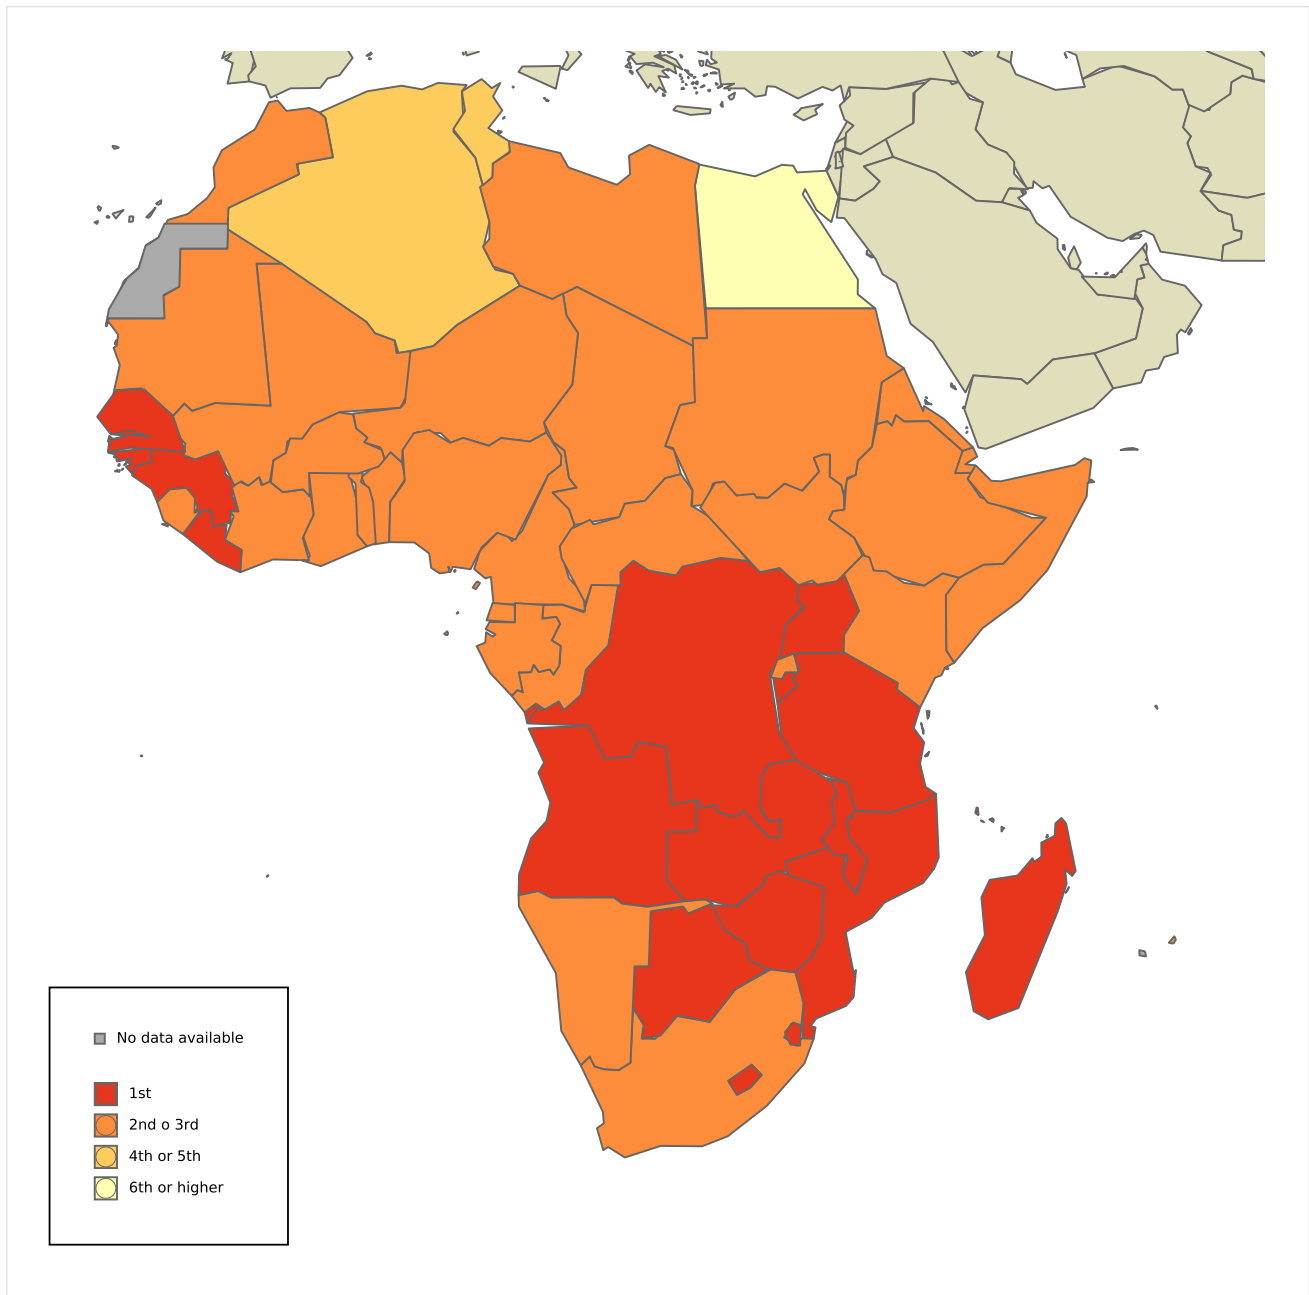 No data available
1st
2nd o 3rd
4th or 5th
6th or higher